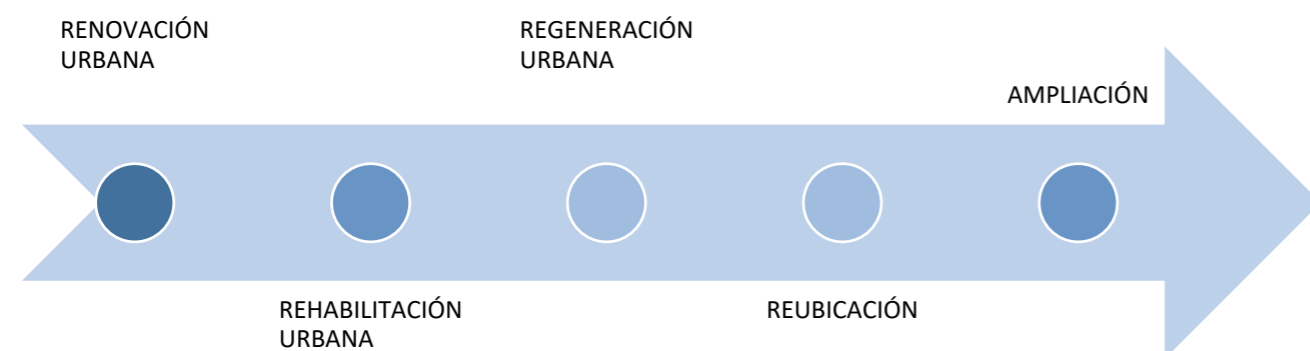 RENOVACIÓN
URBANA
REGENERACIÓN
URBANA
AMPLIACIÓN
REHABILITACIÓN
URBANA
REUBICACIÓN